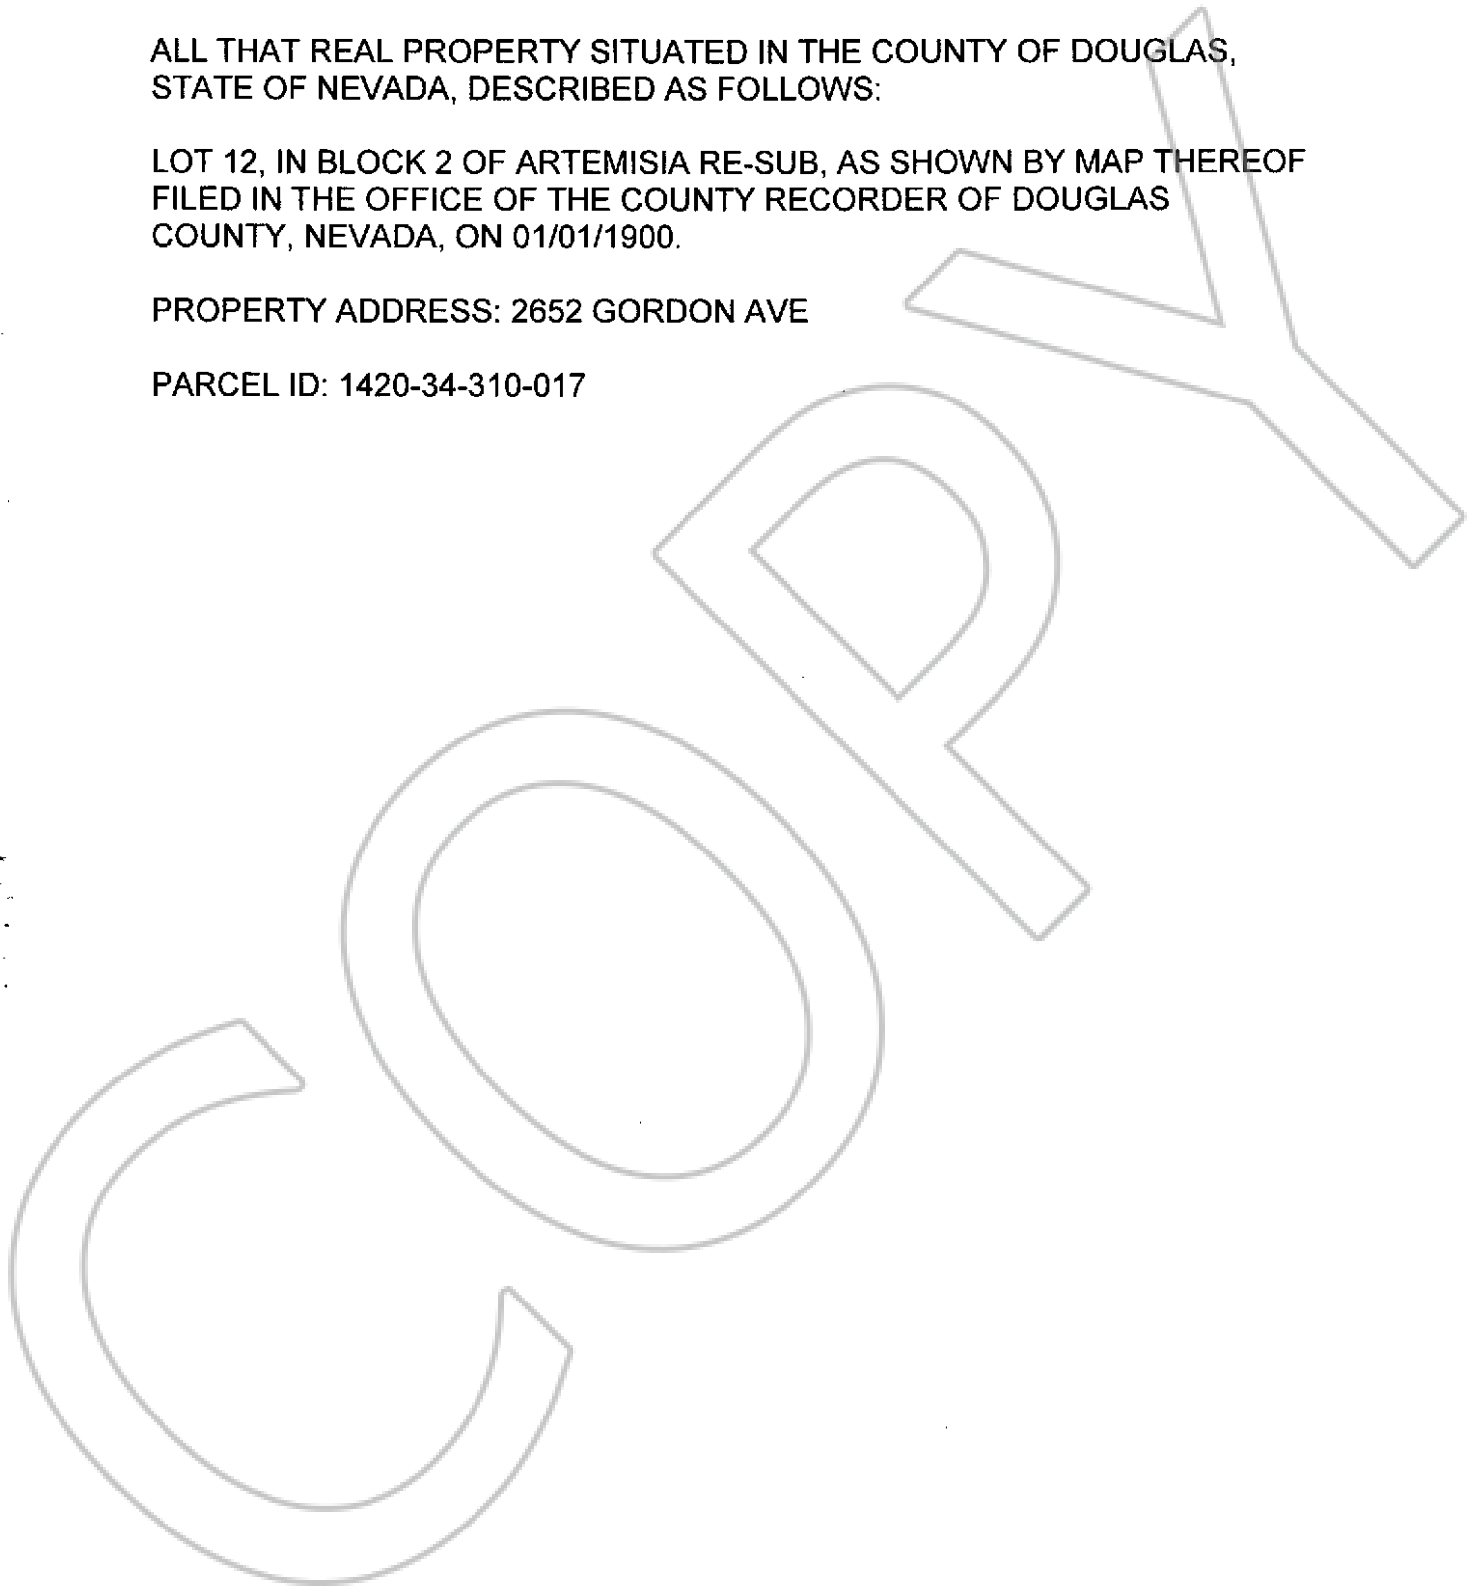 ALL THAT REAL PROPERTY SITUATED IN THE COUNTY OF DOUGLAS,
STATE OF NEVADA, DESCRIBED AS FOLLOWS:
LOT 12, IN BLOCK 2 OF ARTEMISIA RE-SUB, AS SHOWN BY MAP THEREOF
FILED IN THE OFFICE OF THE COUNTY RECORDER OF DOUGLAS
COUNTY, NEVADA, ON 01/01/1900.
PROPERTY ADDRESS: 2652 GORDON AVE
PARCEL ID: 1420-34-310-017
COPY